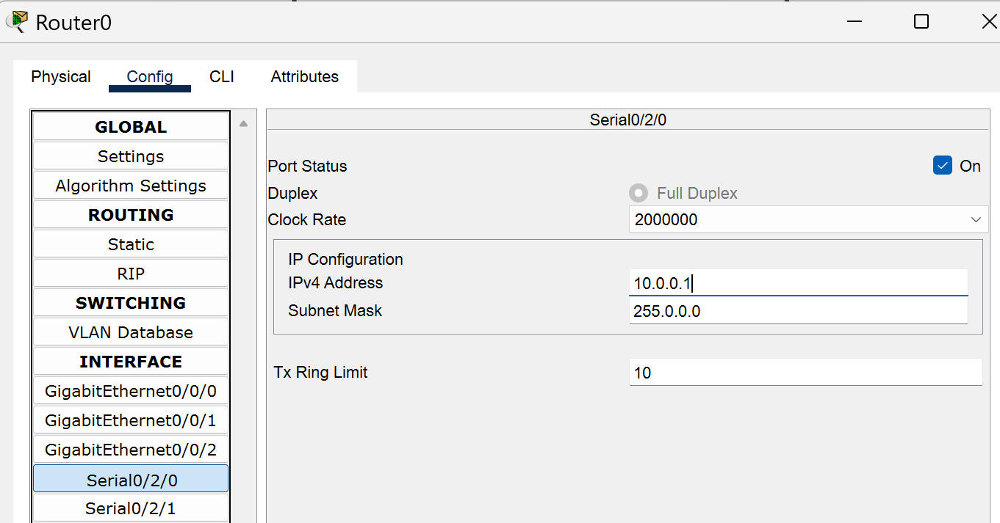 Router0
Physical Config CLI Attributes
GLOBAL
Settings
Algorithm Settings
ROUTING
Static
RIP
SWITCHING
VLAN Database
INTERFACE
GigabitEthernet0/0/0
GigabitEthernet0/0/1
GigabitEthernet0/0/2
Serial0/2/0
Serial0/2/1
Serial0/2/0
Port Status On
Duplex Full Duplex
Clock Rate 2000000
IP Configuration
IPv4 Address 10.0.0.1
Subnet Mask 255.0.0.0
Tx Ring Limit 10